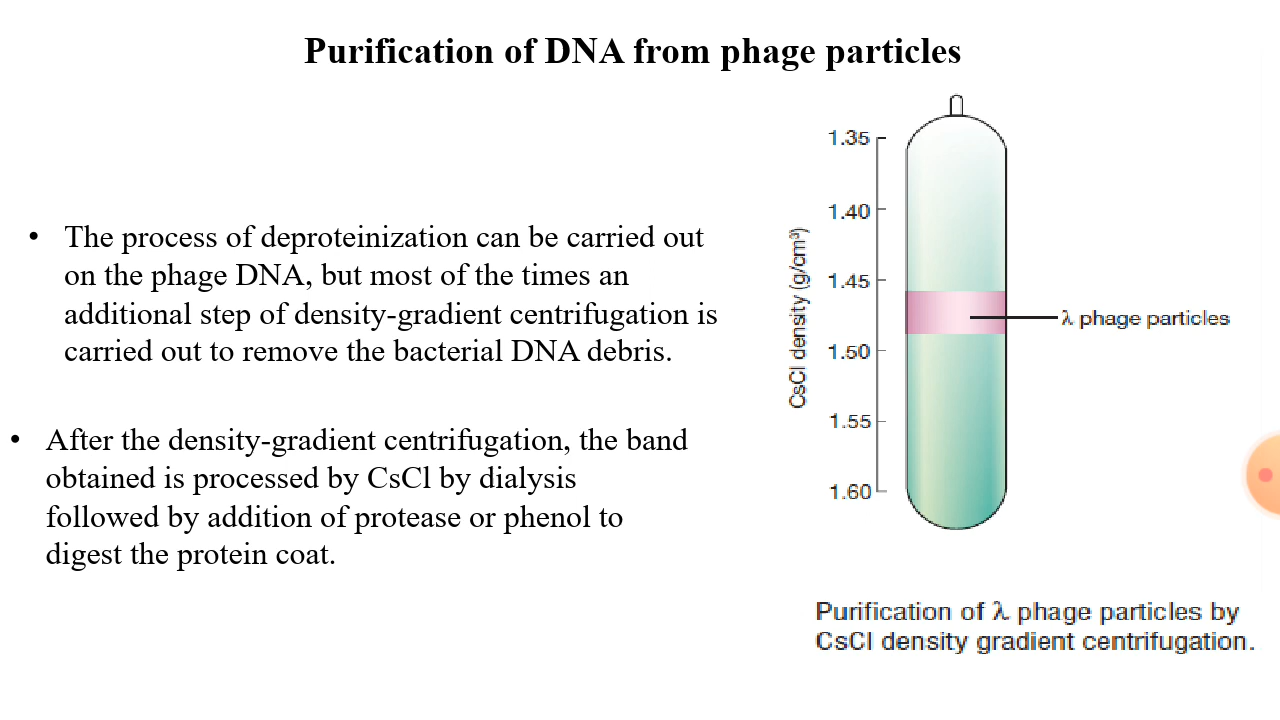 Purification of DNA from phage particles
• The process of deproteinization can be carried out
on the phage DNA, but most of the times an
additional step of density-gradient centrifugation is
carried out to remove the bacterial DNA debris.
• After the density-gradient centrifugation, the band
obtained is processed by CsCl by dialysis
followed by addition of protease or phenol to
digest the protein coat.
CsCl density (g/cm³)
1.35
1.40
1.45
1.50
1.55
1.60
λ phage particles
Purification of λ phage particles by
CsCl density gradient centrifugation.